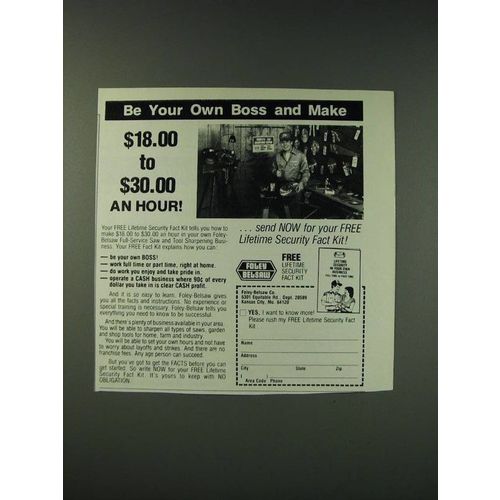 Be Your Own Boss and Make
$18.00
to
$30.00
AN HOUR!
Your FREE Lifetime Security Fact Kit tells you how to
make $18.00 to $30.00 an hour in your own Foley-
Belsaw Full-Service Saw and Tool Sharpening Busi-
ness. Your FREE Fact Kit explains how you can:
— be your own BOSS!
— work full time or part time, right at home.
— do work you enjoy and take pride in.
— operate a CASH business where 90¢ of every
dollar you take in is clear CASH profit.
And it is so easy to learn. Foley-Belsaw gives
you all the facts and instructions. No experience or
special training is necessary. Foley-Belsaw tells you
everything you need to know to be successful.
And there's plenty of business available in your area.
You will be able to sharpen all types of saws, garden
and shop tools for home, farm and industry.
You will be able to set your own hours and not have
to worry about layoffs and strikes. And there are no
franchise fees. Any age person can succeed.
But you've got to get the FACTS before you can
get started. So write NOW for your FREE Lifetime
Security Fact Kit. It's yours to keep with NO
OBLIGATION.
. . . send NOW for your FREE
Lifetime Security Fact Kit!
FOLEY
BELSAW
FREE
LIFETIME
SECURITY
FACT KIT
LIFETIME
SECURITY
IN YOUR OWN
BUSINESS
Foley-Belsaw Co.
6301 Equitable Rd., Dept. 20589
Kansas City, Mo. 64120
YES, I want to know more!
Please rush my FREE Lifetime Security Fact
Kit
Name
Address
City State Zip
( )
Area Code Phone